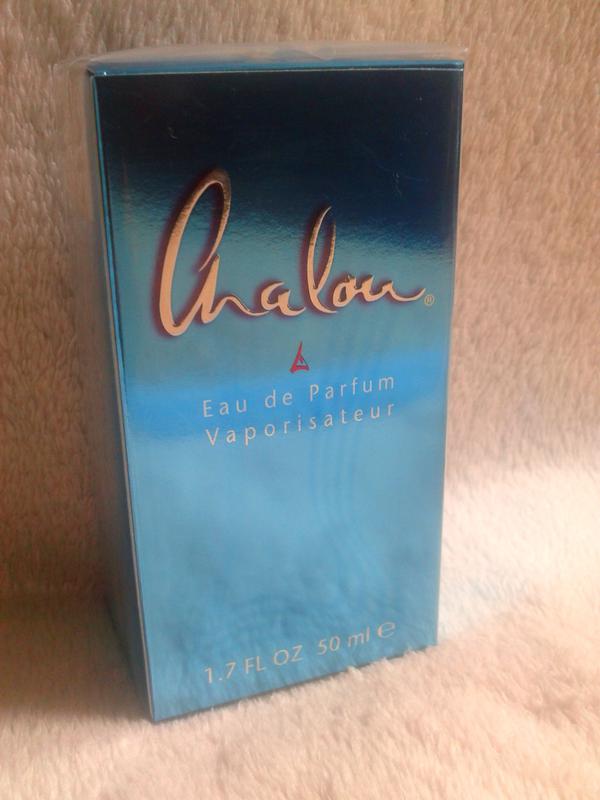 Chalou®
Eau de Parfum
Vaporisateur
1.7 FL OZ 50 ml ℮